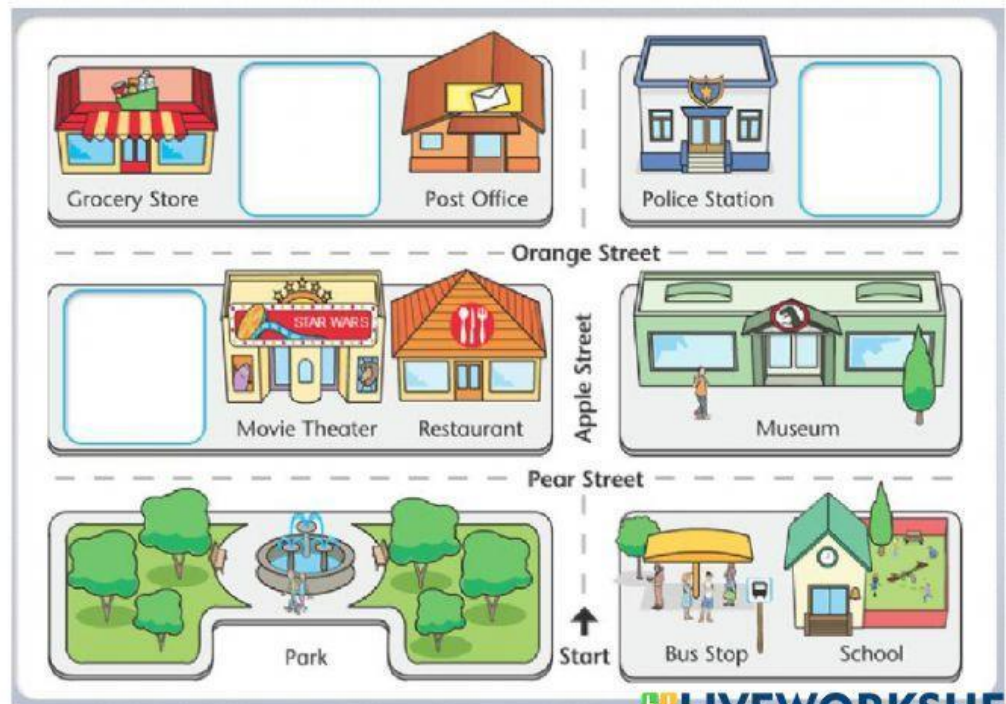 Grocery Store
Post Office
Police Station
Orange Street
STAR WARS
Movie Theater
Restaurant
Apple Street
Museum
Pear Street
Park
Start
Bus Stop
School